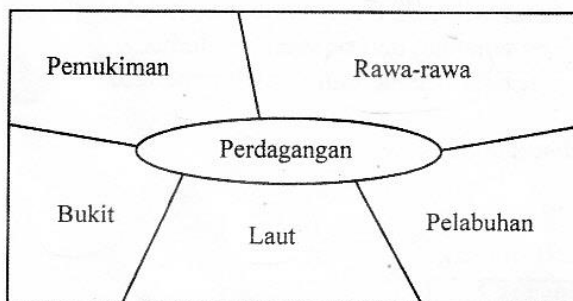 Pemukiman
Rawa-rawa
Perdagangan
Bukit
Laut
Pelabuhan